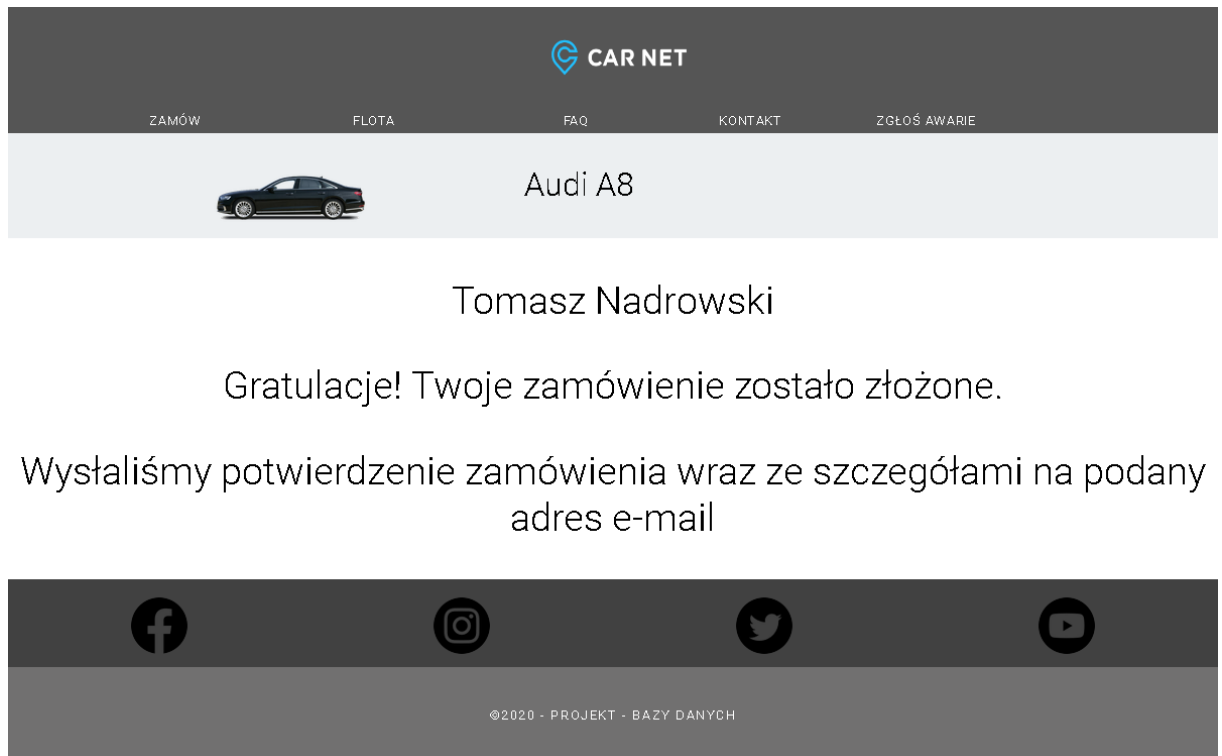 CAR NET
ZAMÓW FLOTA FAQ KONTAKT ZGŁOŚ AWARIE
Audi A8
Tomasz Nadrowski
Gratulacje! Twoje zamówienie zostało złożone.
Wysłaliśmy potwierdzenie zamówienia wraz ze szczegółami na podany
adres e-mail
©2020 - PROJEKT - BAZY DANYCH